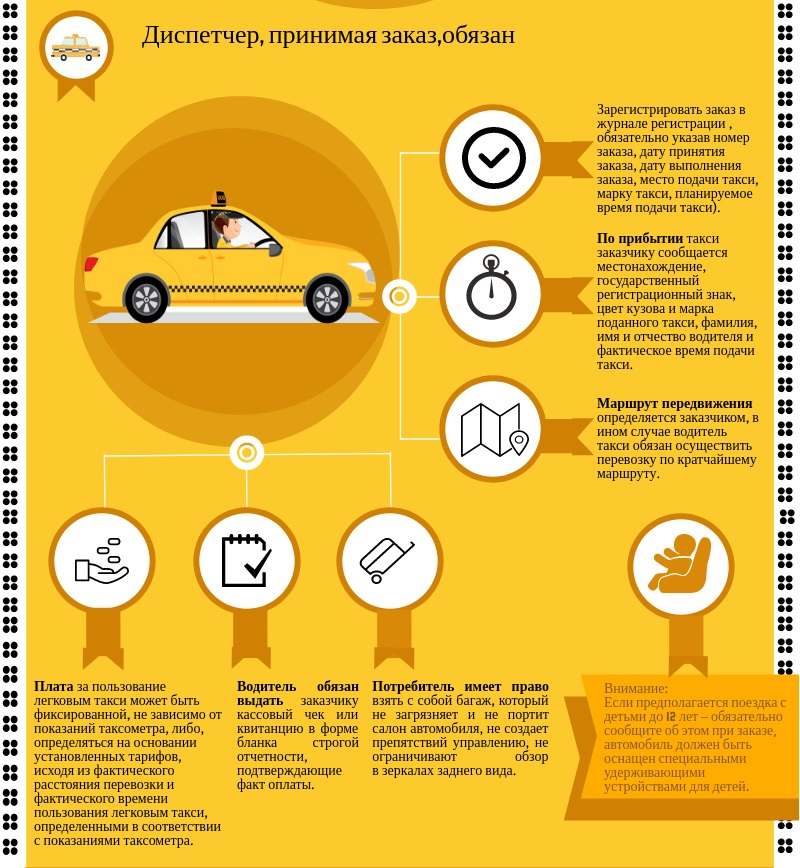 Диспетчер, принимая заказ,обязан
Зарегистрировать заказ в
журнале регистрации ,
обязательно указав номер
заказа, дату принятия
заказа, дату выполнения
заказа, место подачи такси,
марку такси, планируемое
время подачи такси).
По прибытии такси
заказчику сообщается
местонахождение,
государственный
регистрационный знак,
цвет кузова и марка
поданного такси, фамилия,
имя и отчество водителя и
фактическое время подачи
такси.
Маршрут передвижения
определяется заказчиком, в
ином случае водитель
такси обязан осуществить
перевозку по кратчайшему
маршруту.
Плата за пользование
легковым такси может быть
фиксированной, не зависимо от
показаний таксометра, либо,
определяться на основании
установленных тарифов,
исходя из фактического
расстояния перевозки и
фактического времени
пользования легковым такси,
определенными в соответствии
с показаниями таксометра.
Водитель обязан
выдать заказчику
кассовый чек или
квитанцию в форме
бланка строгой
отчетности,
подтверждающие
факт оплаты.
Потребитель имеет право
взять с собой багаж, который
не загрязняет и не портит
салон автомобиля, не создает
препятствий управлению, не
ограничивают обзор
в зеркалах заднего вида.
Внимание:
Если предполагается поездка с
детьми до 12 лет – обязательно
сообщите об этом при заказе,
автомобиль должен быть
оснащен специальными
удерживающими
устройствами для детей.